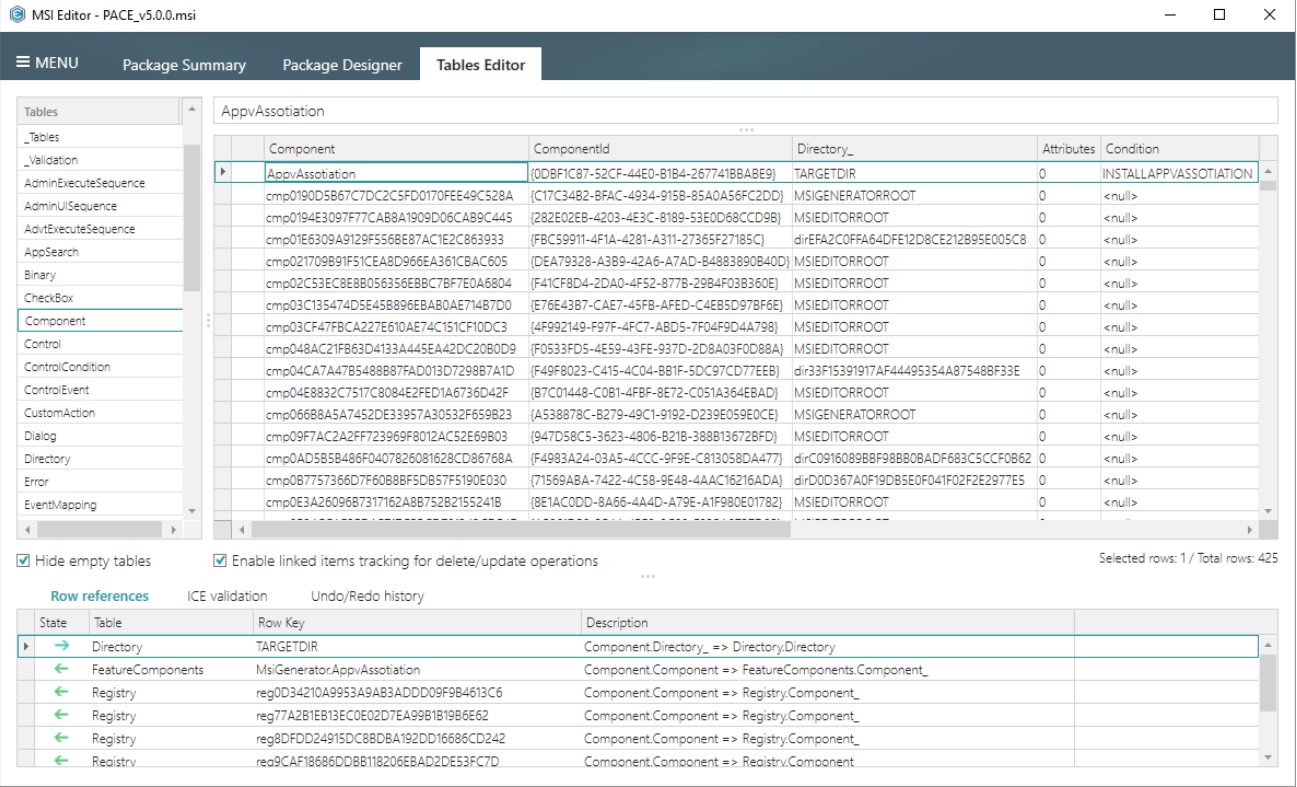 MSI Editor - PACE_v5.0.0.msi
MENU Package Summary Package Designer Tables Editor
Tables
_Tables
_Validation
AdminExecuteSequence
AdminUISequence
AdvtExecuteSequence
AppSearch
Binary
CheckBox
Component
Control
ControlCondition
ControlEvent
CustomAction
Dialog
Directory
Error
EventMapping
AppvAssotiation
Component ComponentId Directory_ Attributes Condition
AppvAssotiation {0DBF1C87-52CF-44E0-B1B4-267741BBABE9} TARGETDIR 0 INSTALLAPPVASSOTIATION
cmp0190D5B67C7DC2C5FD0170FEE49C528A {C17C34B2-BFAC-4934-915B-85A0A56FC2DD} MSIGENERATORROOT 0 <null>
cmp0194E3097F77CAB8A1909D06CAB9C445 {282E02EB-4203-4E3C-8189-53E0D68CCD9B} MSIEDITORROOT 0 <null>
cmp01E6309A9129F556BE87AC1E2C863933 {FBC59911-4F1A-4281-A311-27365F27185C} dirEFA2C0FFA64DFE12D8CE212B95E005C8 0 <null>
cmp021709B91F51CEA8D966EA361CBAC605 {DEA79328-A3B9-42A6-A7AD-B4883890B40D} MSIEDITORROOT 0 <null>
cmp02C53EC8E8B056356EBBC7BF7E0A6804 {F41CF8D4-2DA0-4F52-877B-29B4F03B360E} MSIEDITORROOT 0 <null>
cmp03C135474D5E45B896EBAB0AE714B7D0 {E76E43B7-CAE7-45FB-AFED-C4EB5D97BF6E} MSIEDITORROOT 0 <null>
cmp03CF47FBCA227E610AE74C151CF10DC3 {4F992149-F97F-4FC7-ABD5-7F04F9D4A798} MSIEDITORROOT 0 <null>
cmp048AC21FB63D4133A445EA42DC20B0D9 {F0533FD5-4E59-43FE-937D-2D8A03F0D88A} MSIEDITORROOT 0 <null>
cmp04CA7A47B5488B87FAD013D7298B7A1D {F49F8023-C415-4C04-BB1F-5DC97CD77EEB} dir33F15391917AF44495354A87548BF33E 0 <null>
cmp04E8832C7517C8084E2FED1A6736D42F {B7C01448-C0B1-4FBF-8E72-C051A364EBAD} MSIEDITORROOT 0 <null>
cmp066B8A5A7452DE33957A30532F659B23 {A538878C-B279-49C1-9192-D239E059E0CE} MSIGENERATORROOT 0 <null>
cmp09F7AC2A2FF723969F8012AC52E69B03 {947D58C5-3623-4806-B21B-388B13672BFD} MSIEDITORROOT 0 <null>
cmp0AD5B5B486F0407826081628CD86768A {F4983A24-03A5-4CCC-9F9E-C813058DA477} dirC0916089BBF98BB0BADF683C5CCF0B62 0 <null>
cmp0B7757366D7F60B8BF5DB57F5190E030 {71569ABA-7422-4C58-9E48-4AAC16216ADA} dirD0D367A0F19DB5E0F041F02F2E2977E5 0 <null>
cmp0E3A26096B7317162A8B752B2155241B {8E1AC0DD-8A66-4A4D-A79E-A1F980E01782} MSIEDITORROOT 0 <null>
Hide empty tables
Enable linked items tracking for delete/update operations
Selected rows: 1 / Total rows: 425
Row references ICE validation Undo/Redo history
State Table Row Key Description
Directory TARGETDIR Component.Directory_ => Directory.Directory
FeatureComponents MsiGenerator.AppvAssotiation Component.Component => FeatureComponents.Component_
Registry reg0D34210A9953A9AB3ADDD09F9B4613C6 Component.Component => Registry.Component_
Registry reg77A2B1EB13EC0E02D7EA99B1B19B6E62 Component.Component => Registry.Component_
Registry reg8DFDD24915DC8BDBA192DD16686CD242 Component.Component => Registry.Component_
Registry reg9CAF18686DDBB118206EBAD2DE53FC7D Component.Component => Registry.Component_